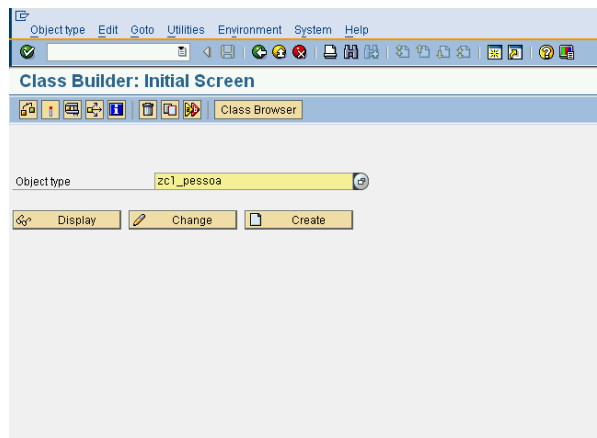 Object type Edit Goto Utilities Environment System Help
Class Builder: Initial Screen
Class Browser
Object type zcl_pessoa
Display Change Create